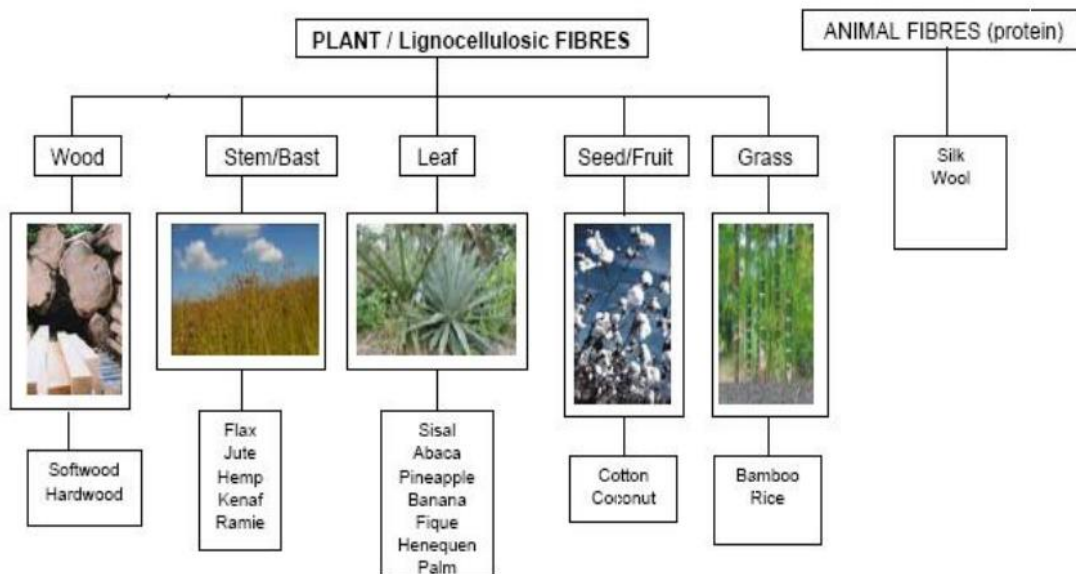 PLANT / Lignocellulosic FIBRES
ANIMAL FIBRES (protein)
Wood
Stem/Bast
Leaf
Seed/Fruit
Grass
Silk
Wool
Softwood
Hardwood
Flax
Jute
Hemp
Kenaf
Ramie
Sisal
Abaca
Pineapple
Banana
Fique
Henequen
Palm
Cotton
Coconut
Bamboo
Rice